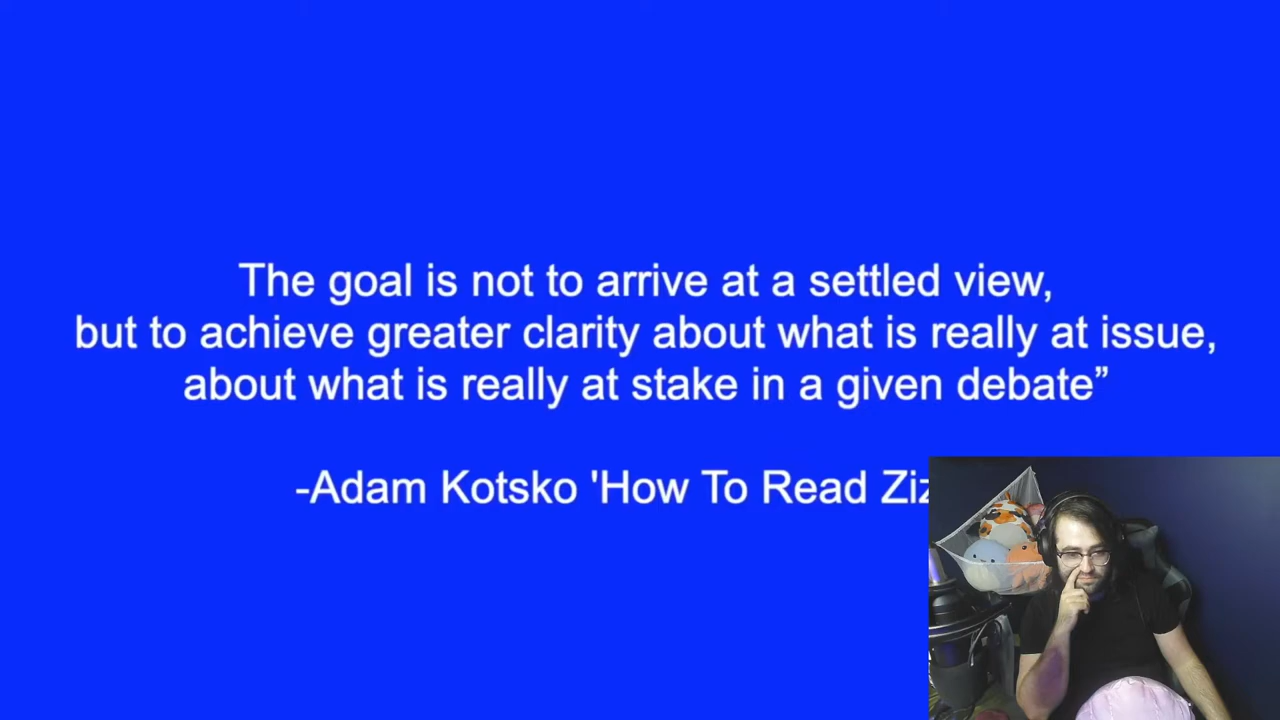 The goal is not to arrive at a settled view,
but to achieve greater clarity about what is really at issue,
about what is really at stake in a given debate”
-Adam Kotsko 'How To Read